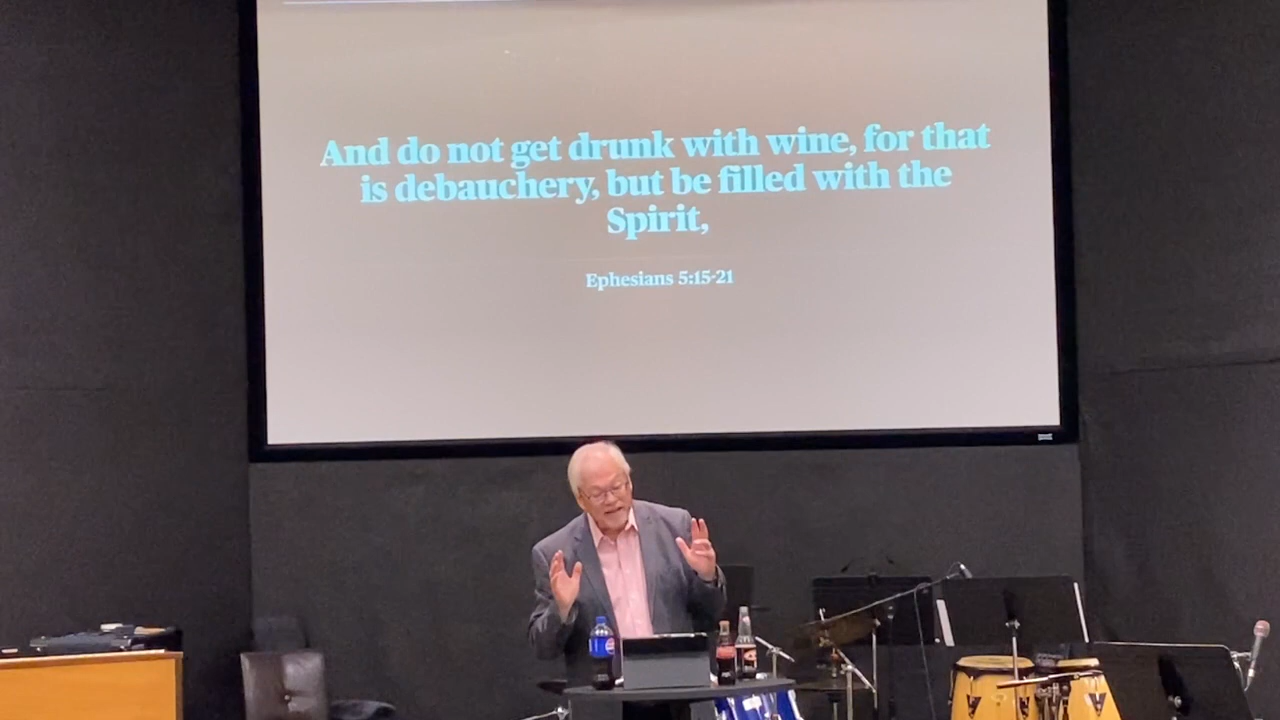 And do not get drunk with wine, for that
is debauchery, but be filled with the
Spirit,
Ephesians 5:15-21